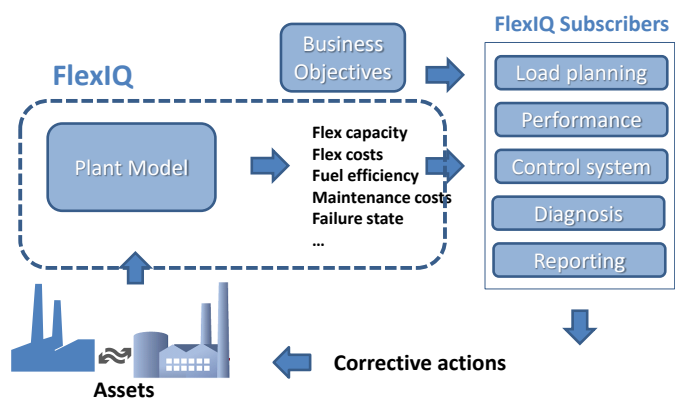 FlexIQ Subscribers
Business
Objectives
FlexIQ
Load planning
Performance
Control system
Diagnosis
Reporting
Plant Model
Flex capacity
Flex costs
Fuel efficiency
Maintenance costs
Failure state
...
Corrective actions
Assets